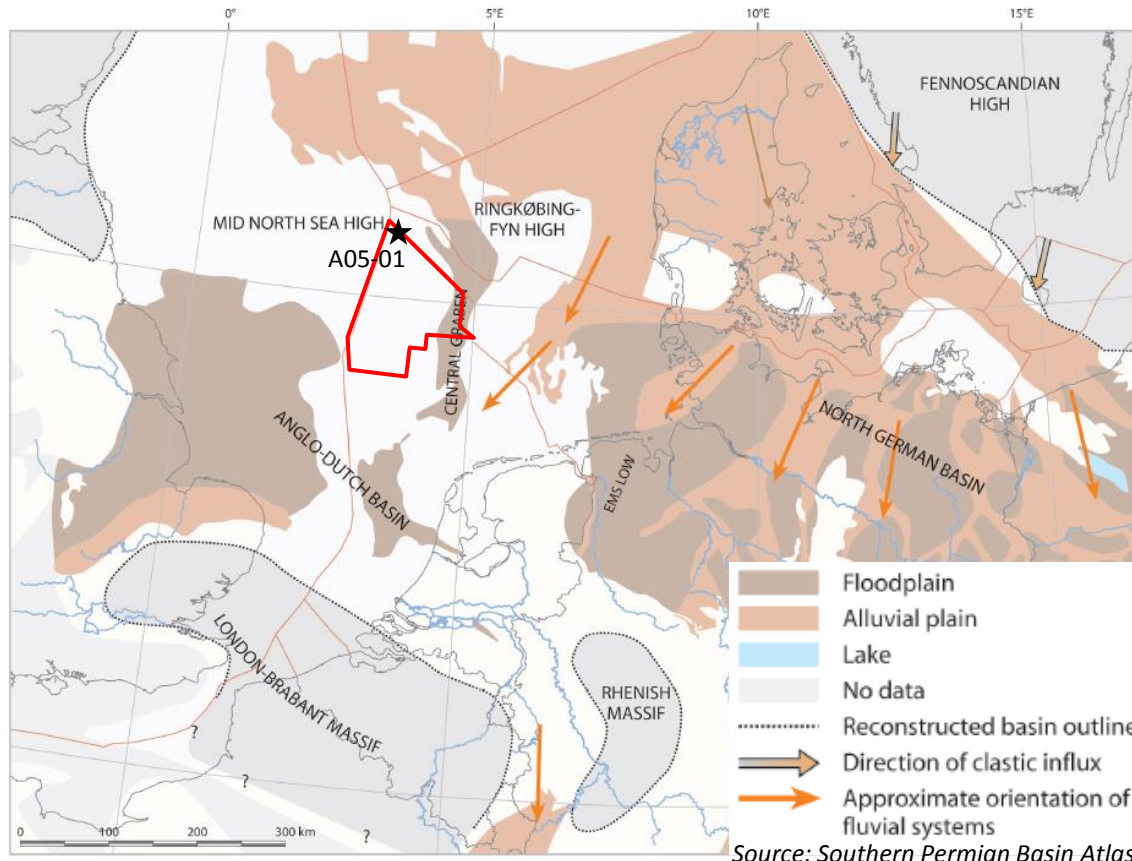 0°
5°E
10°E
15°E
FENNOSCANDIAN
HIGH
MID NORTH SEA HIGH
RINGKØBING-
FYN HIGH
A05-01
CENTRAL GRABEN
ANGLO-DUTCH BASIN
EMS LOW
NORTH GERMAN
BASIN
LONDON-BRABANT MASSIF
RHENISH
MASSIF
?
?
?
0 100 200 300 km
Floodplain
Alluvial plain
Lake
No data
Reconstructed basin outline
Direction of clastic influx
Approximate orientation of
fluvial systems
Source: Southern Permian Basin Atlas